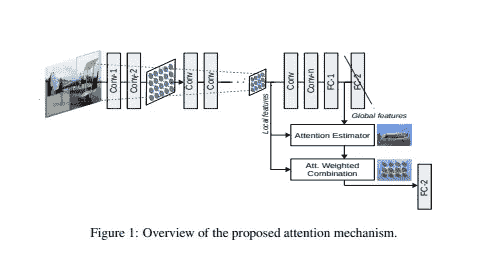 Conv-1
Conv-2
Conv
Conv
Conv
Conv-n
FC-1
FC-2
Global features
Local features
Attention Estimator
Att. Weighted
Combination
FC-2
Figure 1: Overview of the proposed attention mechanism.